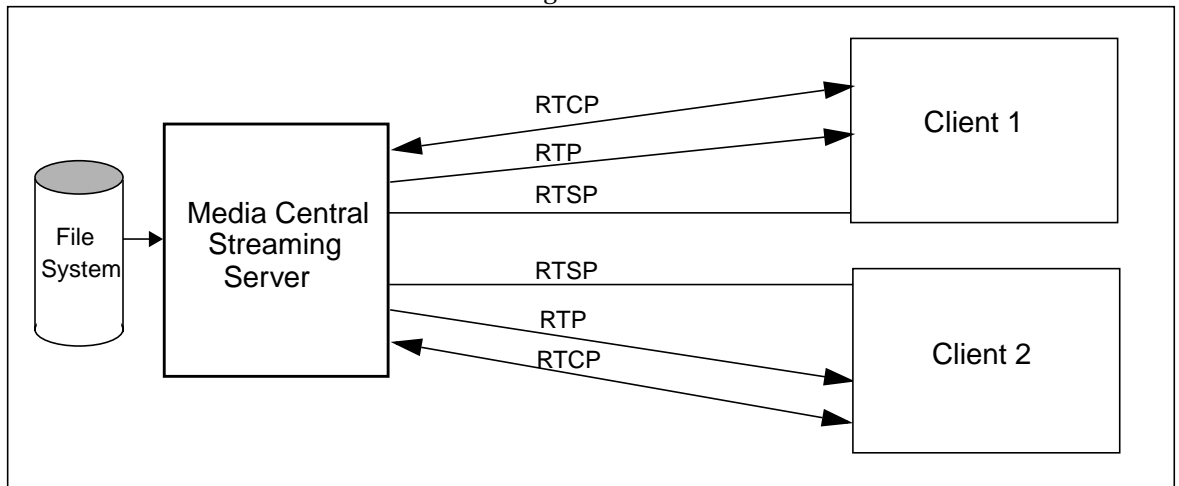 RTCP
Client 1
RTP
RTSP
Media Central
Streaming
Server
File
System
RTSP
RTP
Client 2
RTCP